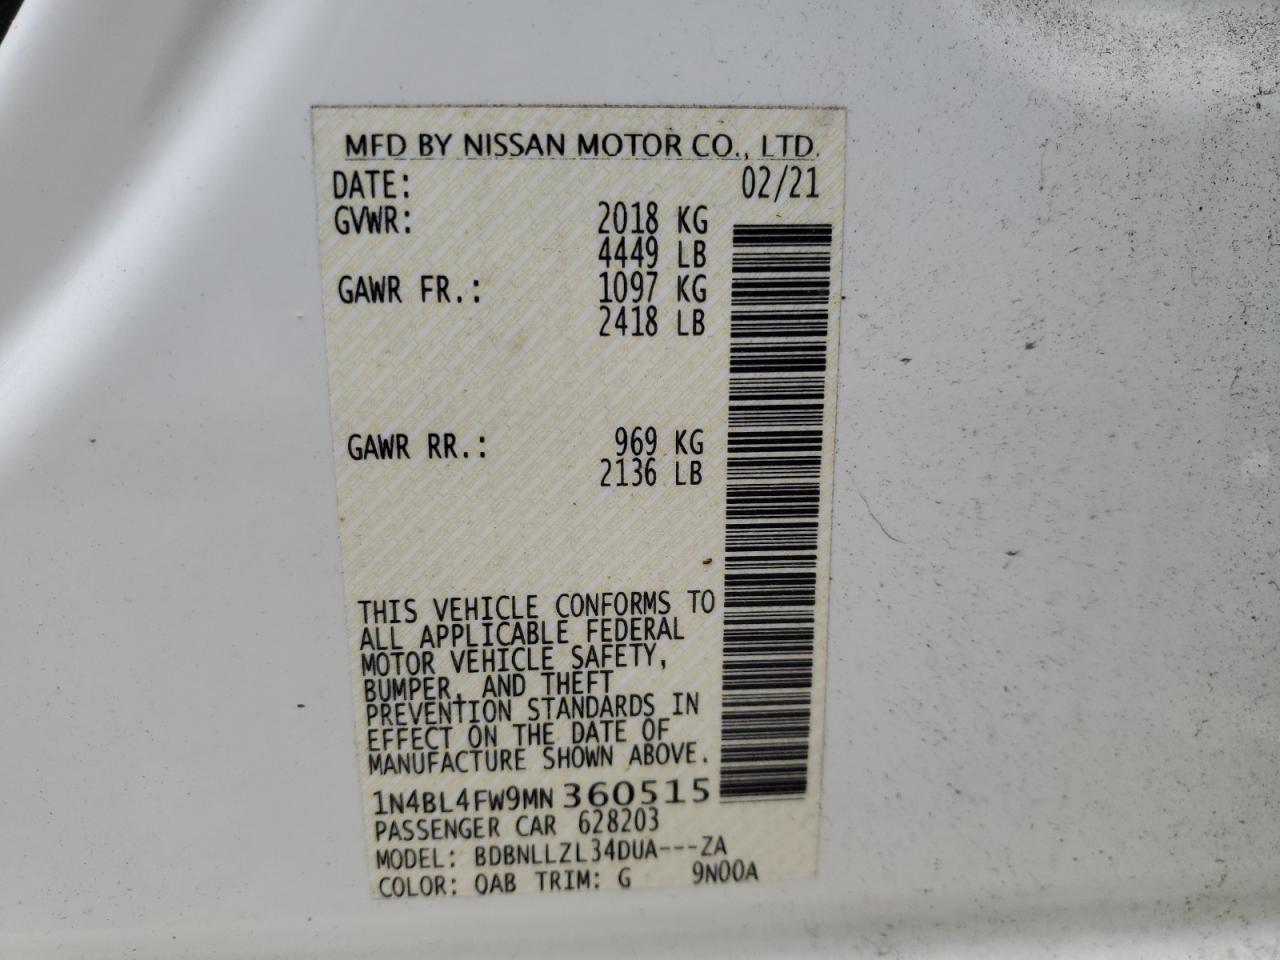 MFD BY NISSAN MOTOR CO., LTD.
DATE: 02/21
GVWR: 2018 KG
4449 LB
GAWR FR.: 1097 KG
2418 LB
GAWR RR.: 969 KG
2136 LB
THIS VEHICLE CONFORMS TO
ALL APPLICABLE FEDERAL
MOTOR VEHICLE SAFETY,
BUMPER, AND THEFT
PREVENTION STANDARDS IN
EFFECT ON THE DATE OF
MANUFACTURE SHOWN ABOVE.
1N4BL4FW9MN 360515
PASSENGER CAR 628203
MODEL: BDBNLLZL34DUA---ZA
COLOR: QAB TRIM: G 9N00A